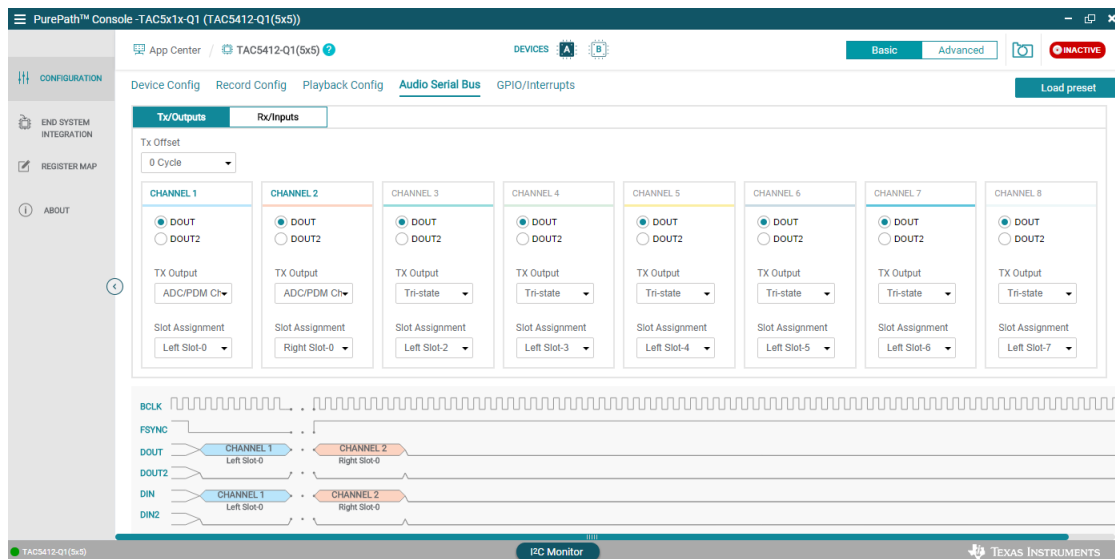 PurePath™ Console -TAC5x1x-Q1 (TAC5412-Q1(5x5))
App Center / TAC5412-Q1(5x5) ?
DEVICES A B
Basic Advanced
INACTIVE
CONFIGURATION
END SYSTEM
INTEGRATION
REGISTER MAP
ABOUT
Device Config Record Config Playback Config Audio Serial Bus GPIO/Interrupts
Load preset
Tx/Outputs Rx/Inputs
Tx Offset
0 Cycle
CHANNEL 1 CHANNEL 2 CHANNEL 3 CHANNEL 4 CHANNEL 5 CHANNEL 6 CHANNEL 7 CHANNEL 8
DOUT DOUT DOUT DOUT DOUT DOUT DOUT DOUT
DOUT2 DOUT2 DOUT2 DOUT2 DOUT2 DOUT2 DOUT2 DOUT2
TX Output TX Output TX Output TX Output TX Output TX Output TX Output TX Output
ADC/PDM Ch ADC/PDM Ch Tri-state Tri-state Tri-state Tri-state Tri-state Tri-state
Slot Assignment Slot Assignment Slot Assignment Slot Assignment Slot Assignment Slot Assignment Slot Assignment Slot Assignment
Left Slot-0 Right Slot-0 Left Slot-2 Left Slot-3 Left Slot-4 Left Slot-5 Left Slot-6 Left Slot-7
BCLK
FSYNC
DOUT CHANNEL 1 CHANNEL 2
Left Slot-0 Right Slot-0
DOUT2
DIN CHANNEL 1 CHANNEL 2
Left Slot-0 Right Slot-0
DIN2
TAC5412-Q1(5x5)
I²C Monitor
TEXAS INSTRUMENTS